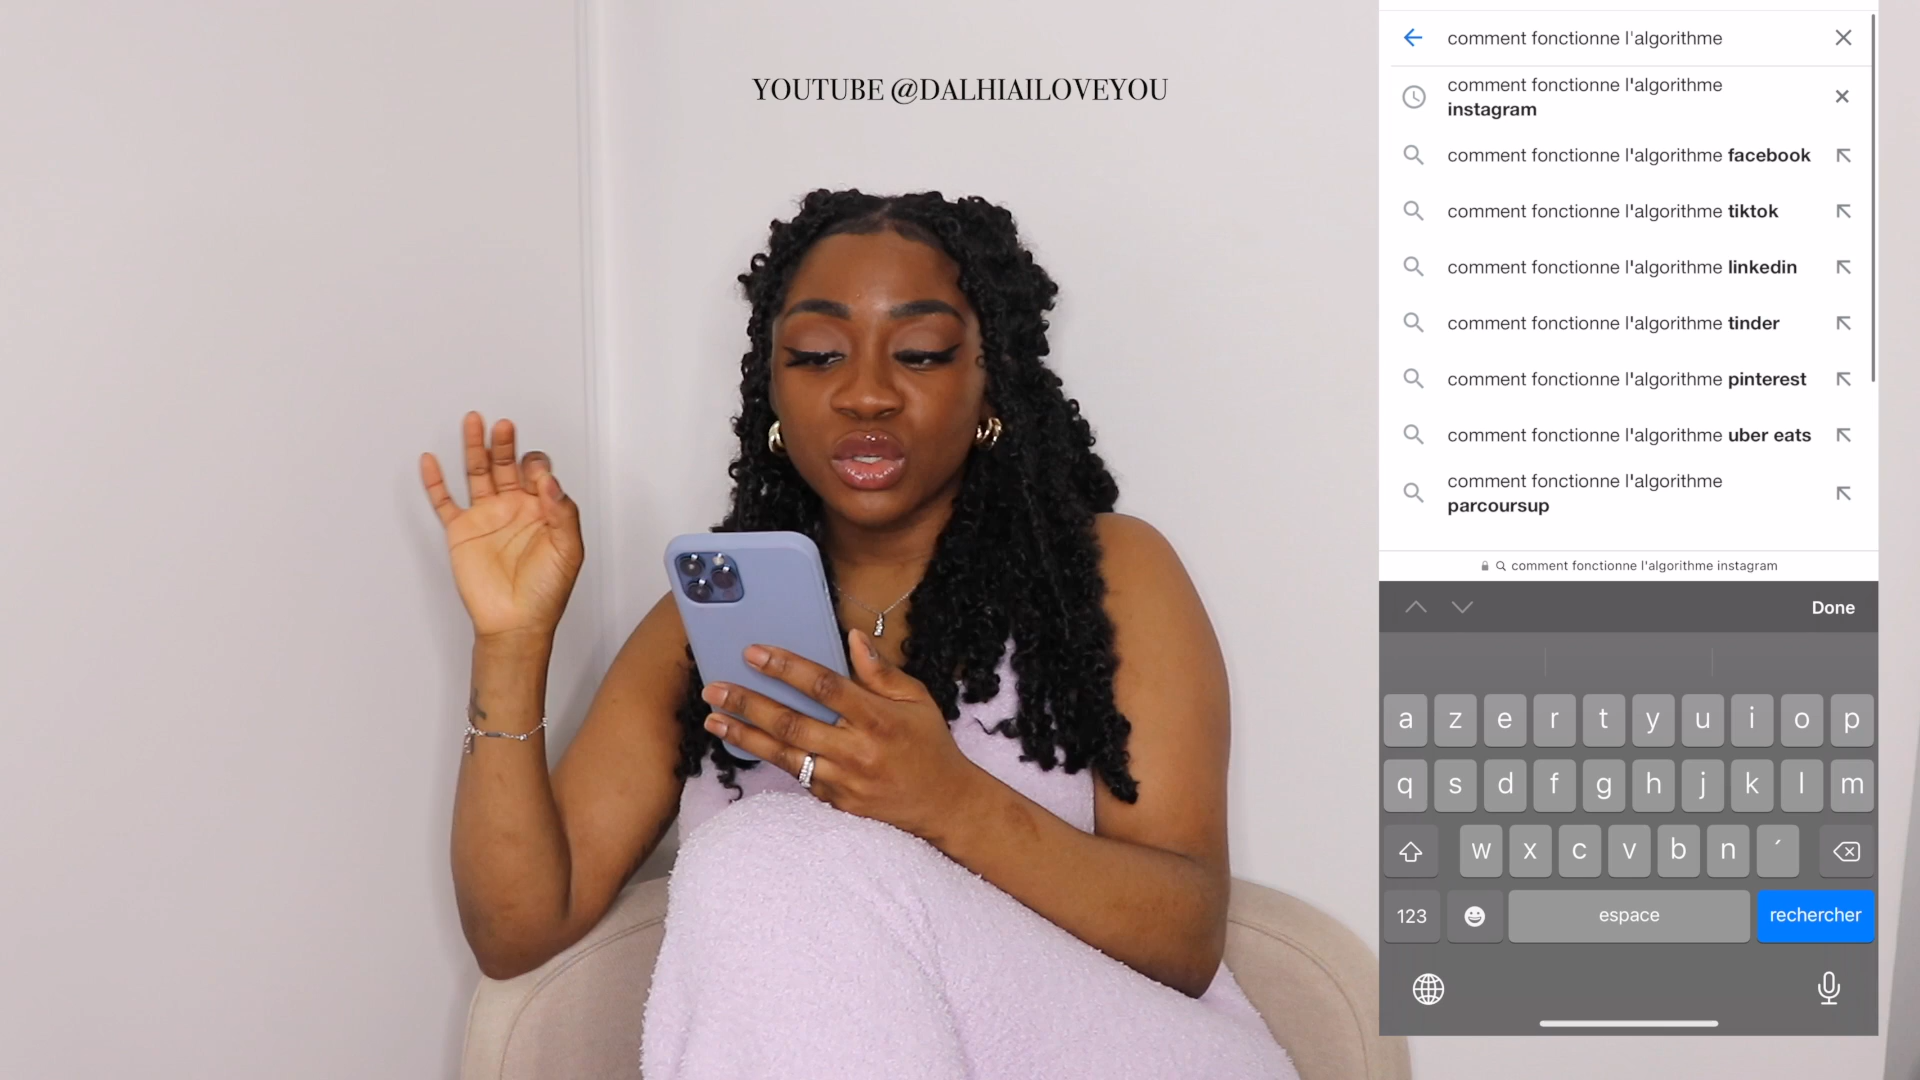 YOUTUBE @DALHIAILOVEYOU
comment fonctionne l'algorithme
comment fonctionne l'algorithme
instagram
comment fonctionne l'algorithme facebook
comment fonctionne l'algorithme tiktok
comment fonctionne l'algorithme linkedin
comment fonctionne l'algorithme tinder
comment fonctionne l'algorithme pinterest
comment fonctionne l'algorithme uber eats
comment fonctionne l'algorithme
parcoursup
comment fonctionne l'algorithme instagram
Done
a z e r t y u i o p
q s d f g h j k l m
w x c v b n ´
123 espace rechercher